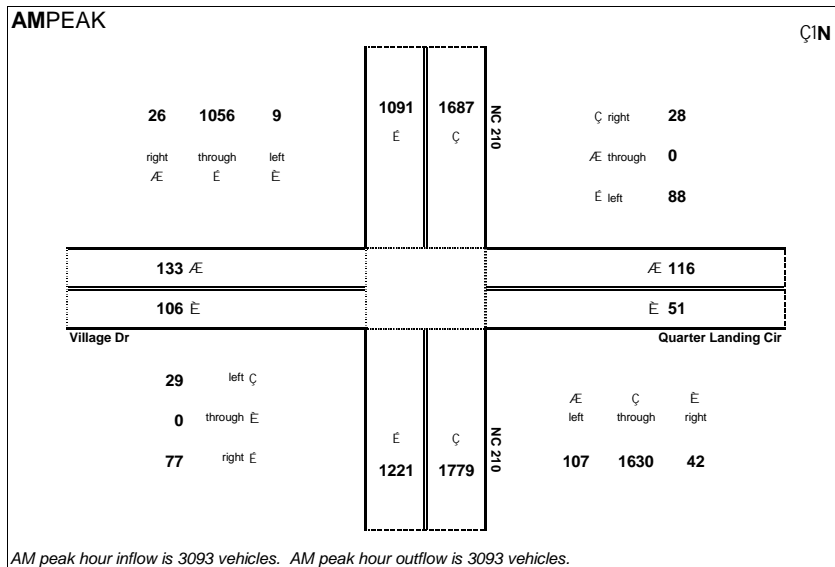 AMPEAK
Ç1N
26 1056 9
right through left
Æ É È
1091 1687
É Ç
NC 210
Ç right 28
Æ through 0
É left 88
133 Æ
106 È
Æ 116
È 51
Village Dr
Quarter Landing Cir
29 left Ç
0 through È
77 right É
É Ç
1221 1779
NC 210
Æ Ç È
left through right
107 1630 42
AM peak hour inflow is 3093 vehicles. AM peak hour outflow is 3093 vehicles.